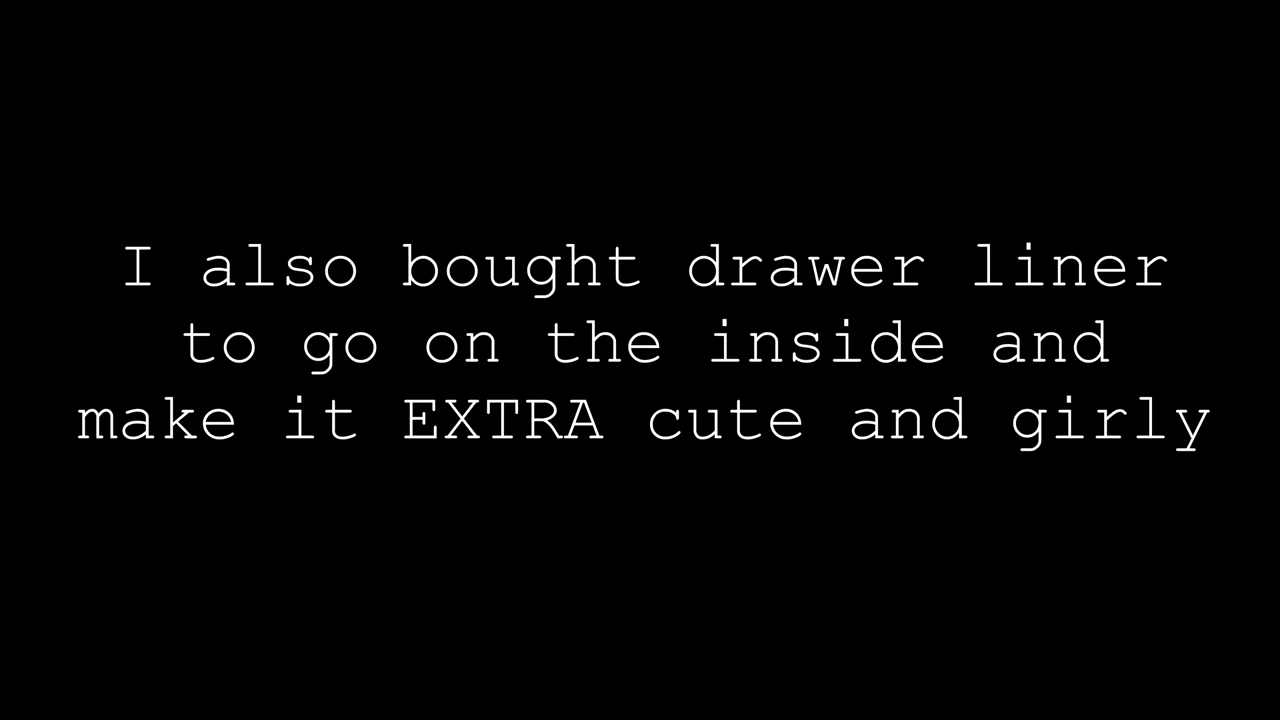 I also bought drawer liner
to go on the inside and
make it EXTRA cute and girly